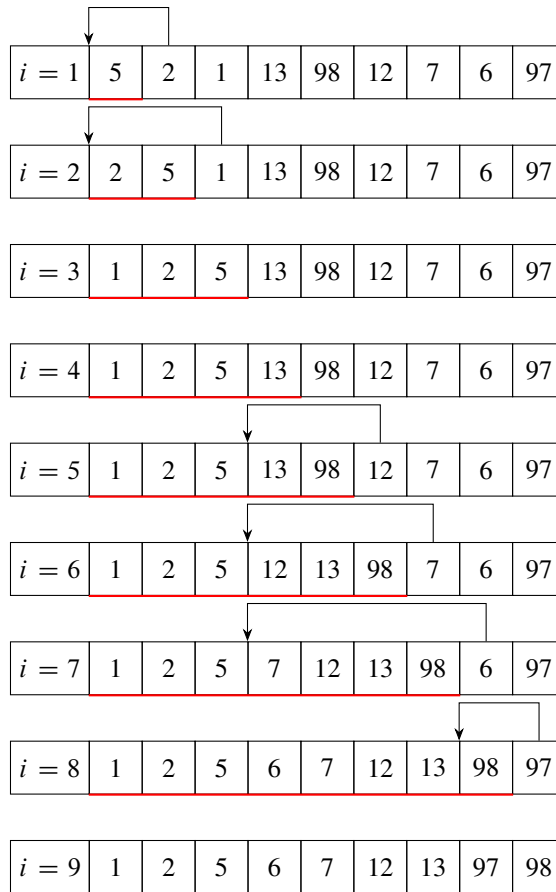 i = 1 5 2 1 13 98 12 7 6 97
i = 2 2 5 1 13 98 12 7 6 97
i = 3 1 2 5 13 98 12 7 6 97
i = 4 1 2 5 13 98 12 7 6 97
i = 5 1 2 5 13 98 12 7 6 97
i = 6 1 2 5 12 13 98 7 6 97
i = 7 1 2 5 7 12 13 98 6 97
i = 8 1 2 5 6 7 12 13 98 97
i = 9 1 2 5 6 7 12 13 97 98